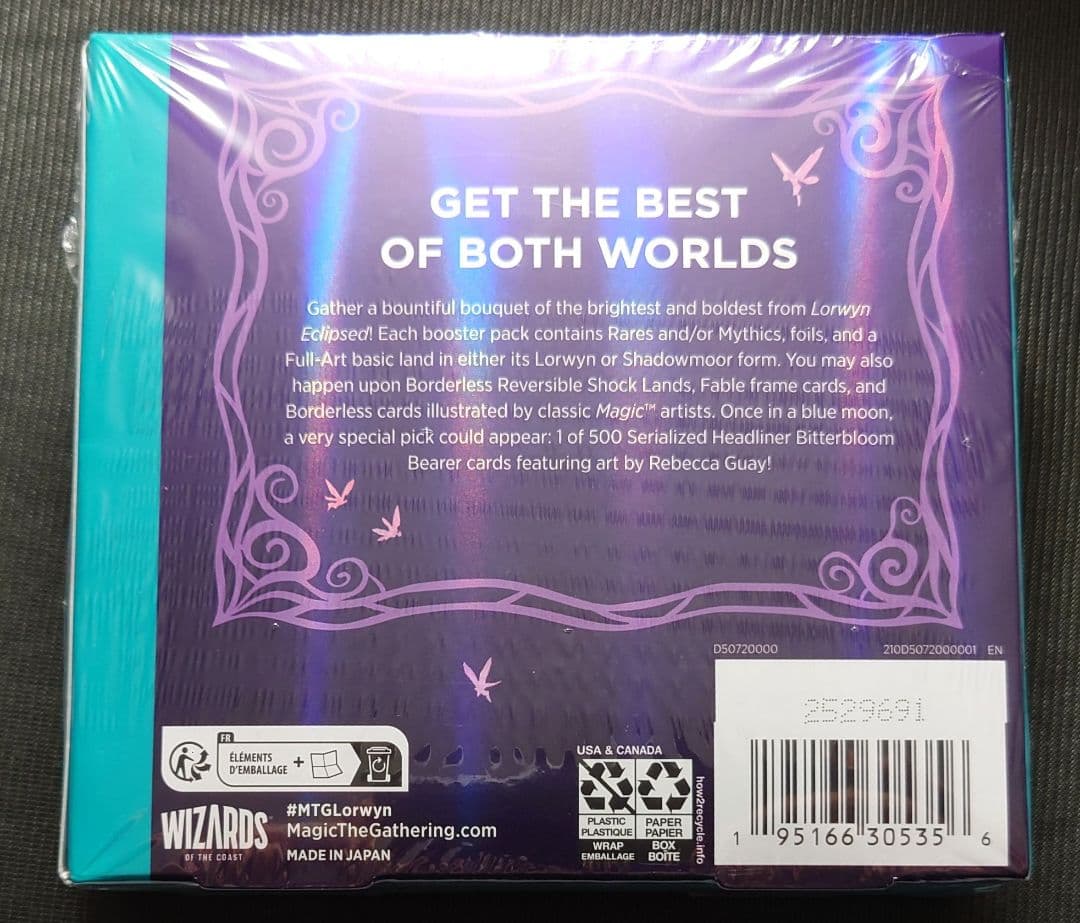 GET THE BEST
OF BOTH WORLDS
Gather a bountiful bouquet of the brightest and boldest from Lorwyn
Eclipsed! Each booster pack contains Rares and/or Mythics, foils, and a
Full-Art basic land in either its Lorwyn or Shadowmoor form. You may also
happen upon Borderless Reversible Shock Lands, Fable frame cards, and
Borderless cards illustrated by classic Magic™ artists. Once in a blue moon,
a very special pick could appear: 1 of 500 Serialized Headliner Bitterbloom
Bearer cards featuring art by Rebecca Guay!
D50720000 210D5072000001 EN
2529691
1 95166 30535 6
FR
ÉLÉMENTS
D'EMBALLAGE +
WIZARDS
OF THE COAST
#MTGLorwyn
MagicTheGathering.com
MADE IN JAPAN
USA & CANADA
PLASTIC
PLASTIQUE
WRAP
EMBALLAGE
PAPER
PAPIER
BOX
BOÎTE
how2recycle.info